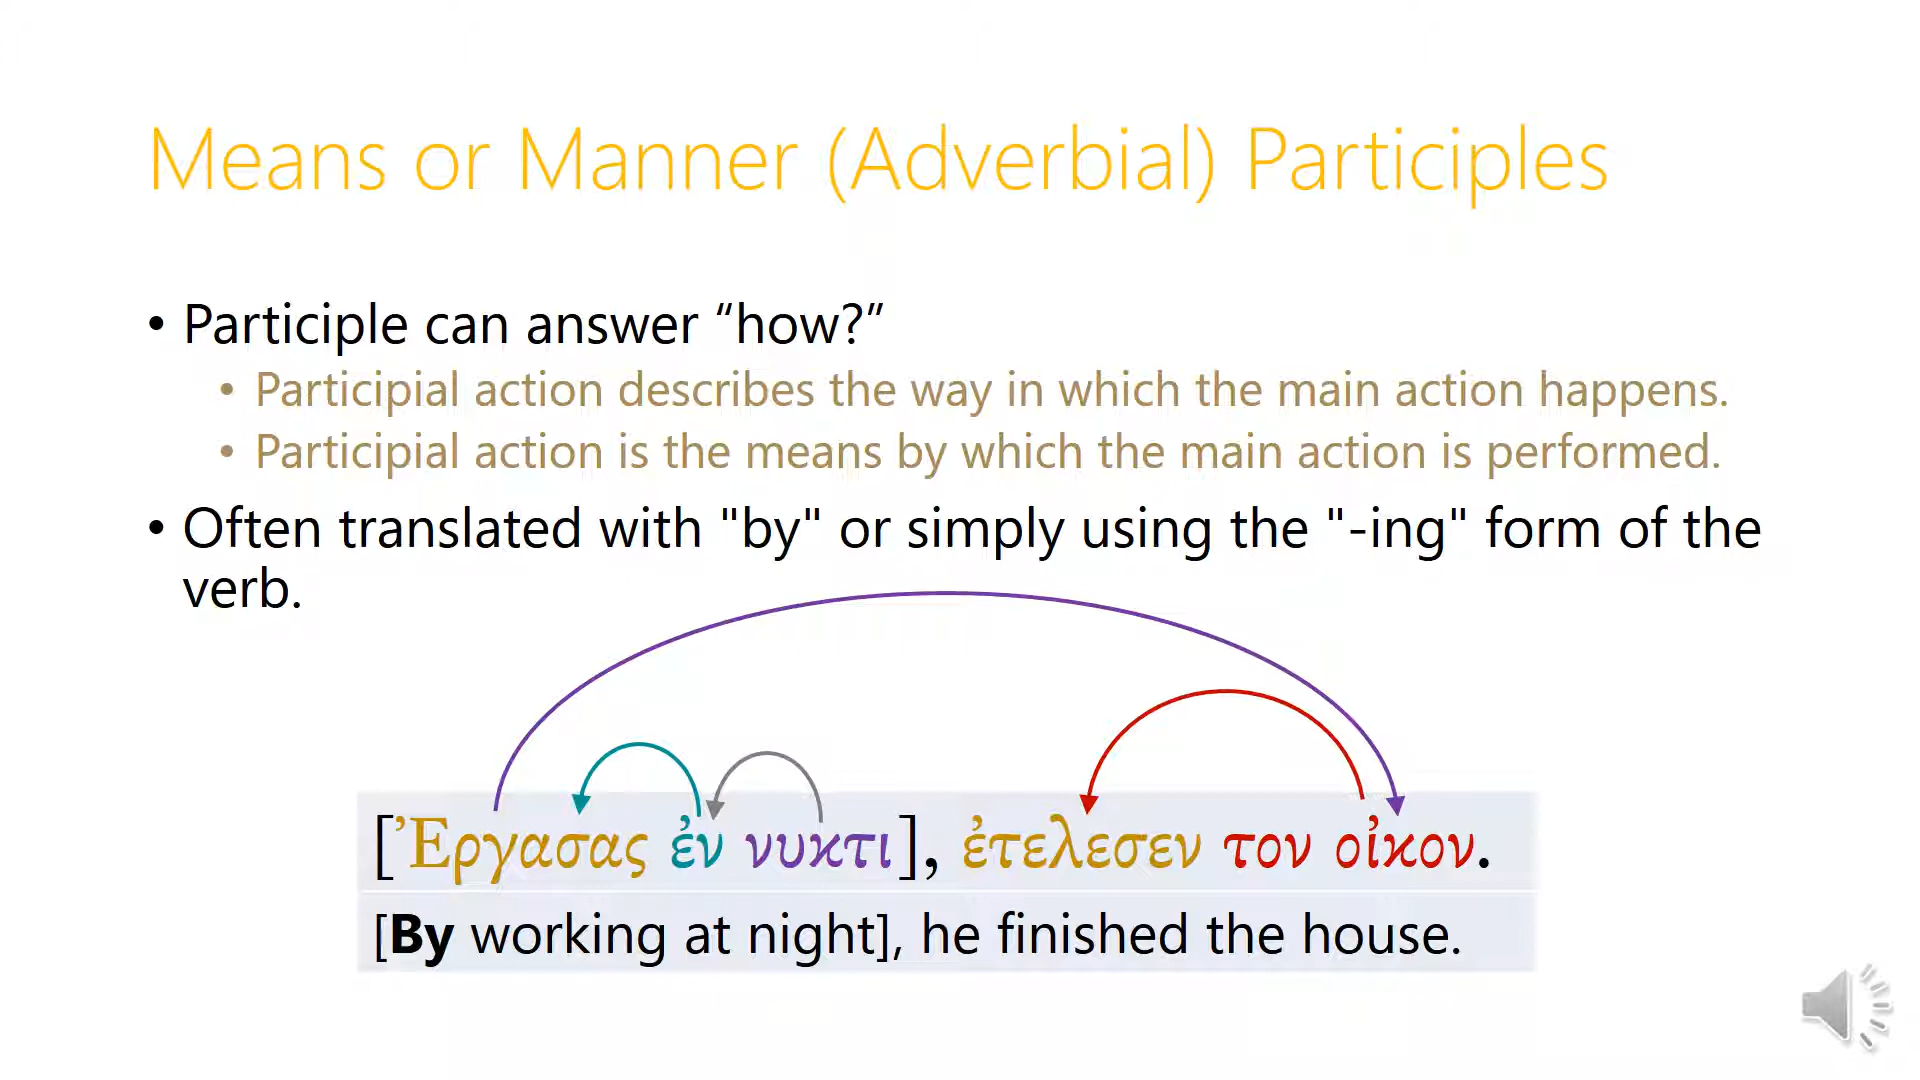 Means or Manner (Adverbial) Participles
• Participle can answer “how?”
• Participial action describes the way in which the main action happens.
• Participial action is the means by which the main action is performed.
• Often translated with "by" or simply using the "-ing" form of the
verb.
[Ἐργασας ἐν νυκτι], ἐτελεσεν τον οἰκον.
[By working at night], he finished the house.